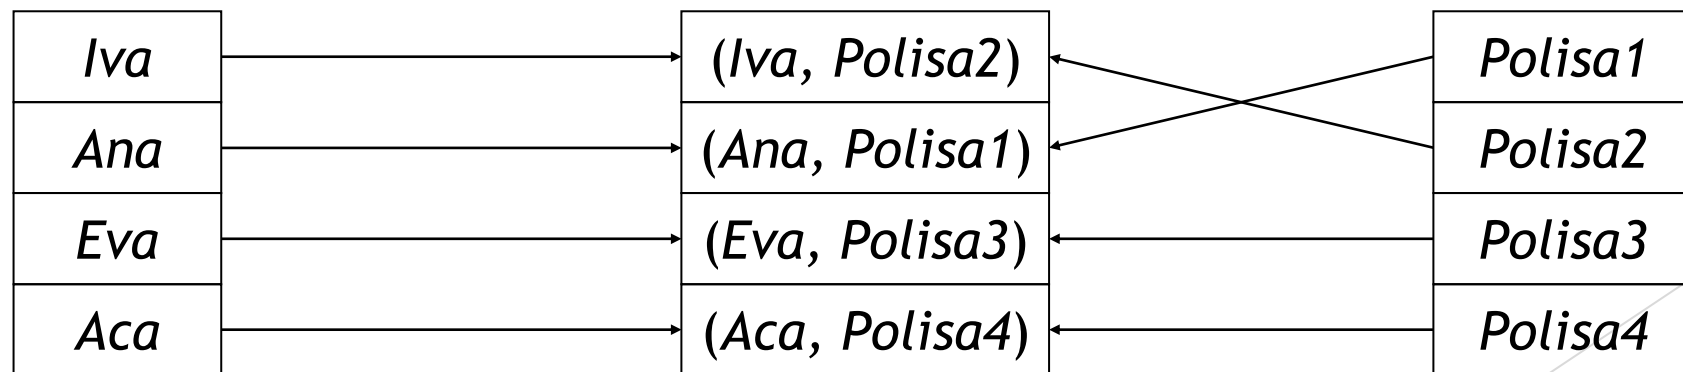 Iva (Iva, Polisa2) Polisa1
Ana (Ana, Polisa1) Polisa2
Eva (Eva, Polisa3) Polisa3
Aca (Aca, Polisa4) Polisa4